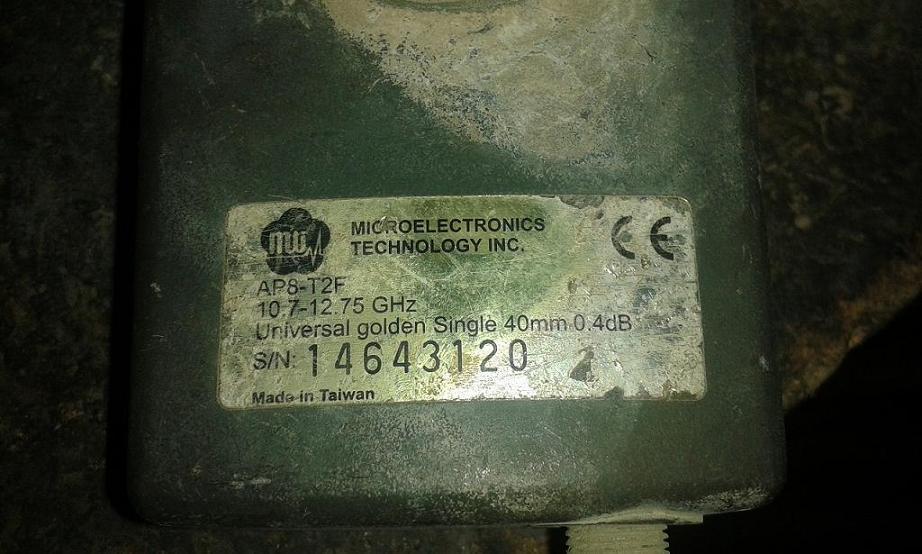 MW
MICROELECTRONICS
TECHNOLOGY INC.
CE
AP8-T2F
10.7-12.75 GHz
Universal golden Single 40mm 0.4dB
S/N: 14643120
Made in Taiwan